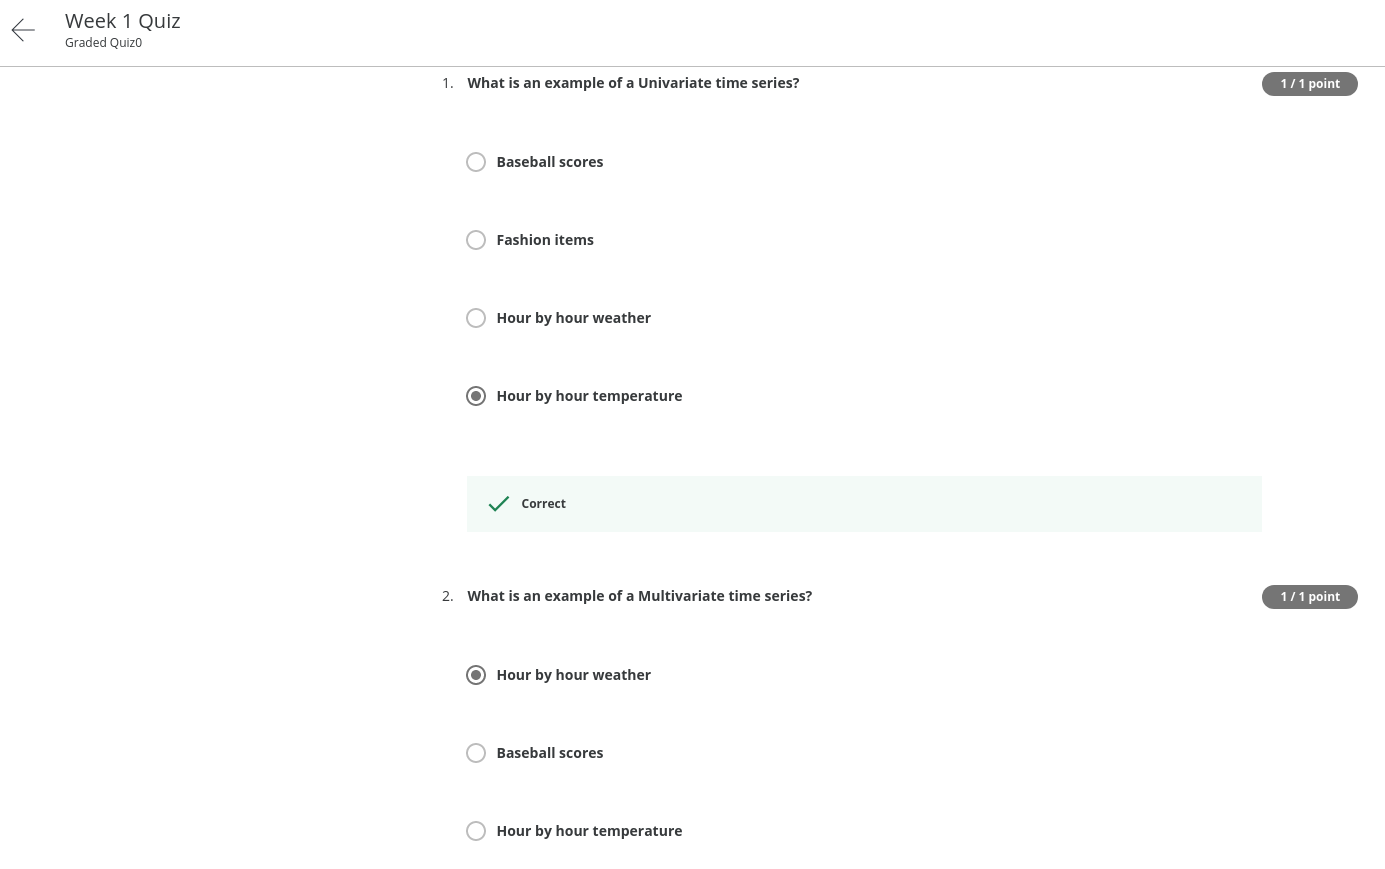 Week 1 Quiz
Graded Quiz0
1. What is an example of a Univariate time series?
1 / 1 point
Baseball scores
Fashion items
Hour by hour weather
Hour by hour temperature
Correct
2. What is an example of a Multivariate time series?
1 / 1 point
Hour by hour weather
Baseball scores
Hour by hour temperature